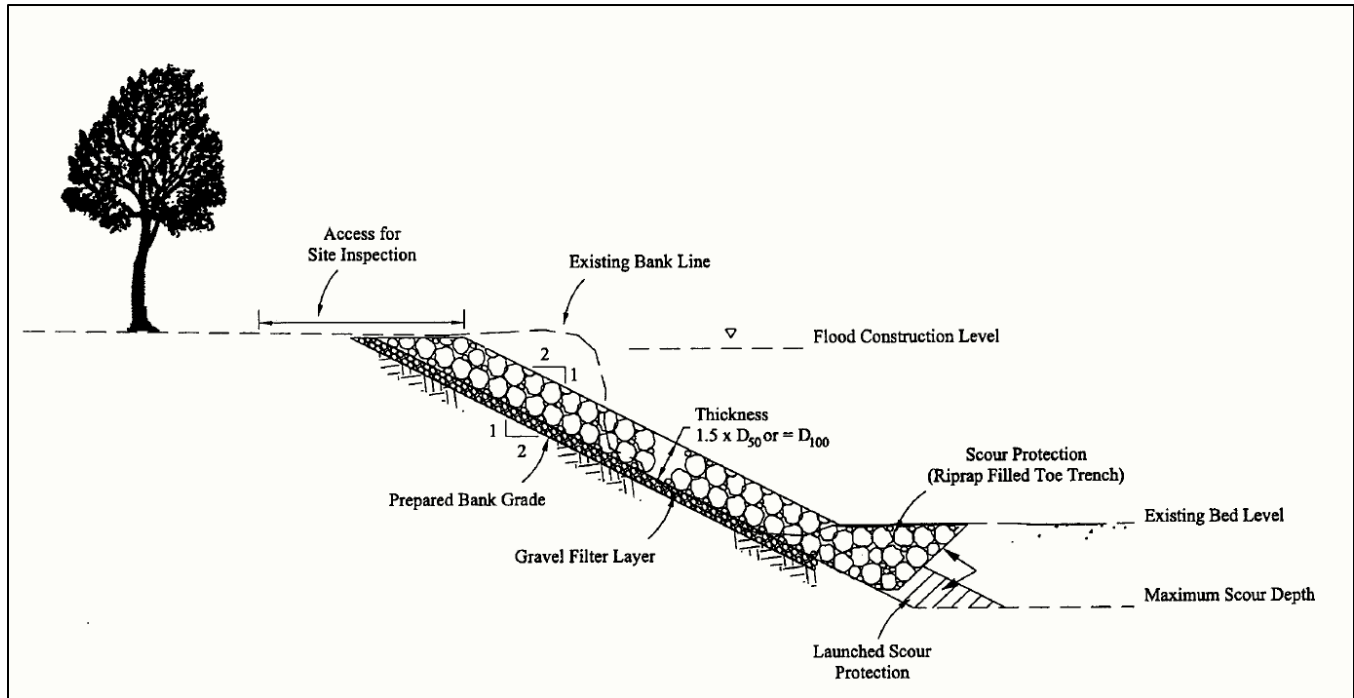 Access for
Site Inspection
Existing Bank Line
Flood Construction Level
2
1
Thickness
1.5 x D50 or = D100
1
2
Scour Protection
(Riprap Filled Toe Trench)
Prepared Bank Grade
Existing Bed Level
Gravel Filter Layer
Maximum Scour Depth
Launched Scour
Protection